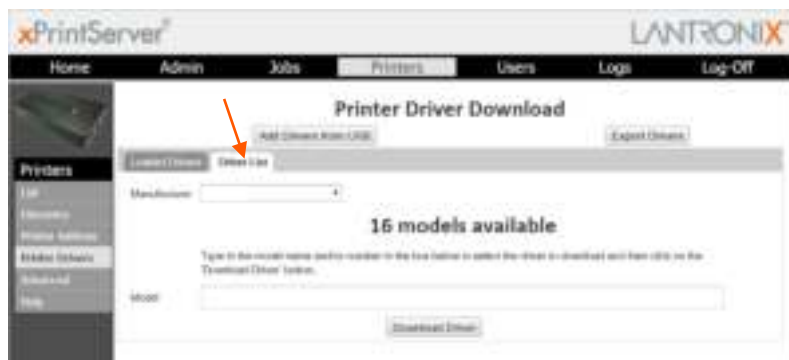 xPrintServer®
LANTRONIX
Home Admin Jobs Printers Users Logs Log-Off
Printer Driver Download
Add Drivers from USB Export Drivers
Loaded Drivers Driver List
Printers
List
Discovery
Printer Drivers
Advanced
Help
Manufacturer
16 models available
Type in the model name and/or number in the box below to select the driver to download and then click on the
'Download Driver' button.
Model
Download Driver